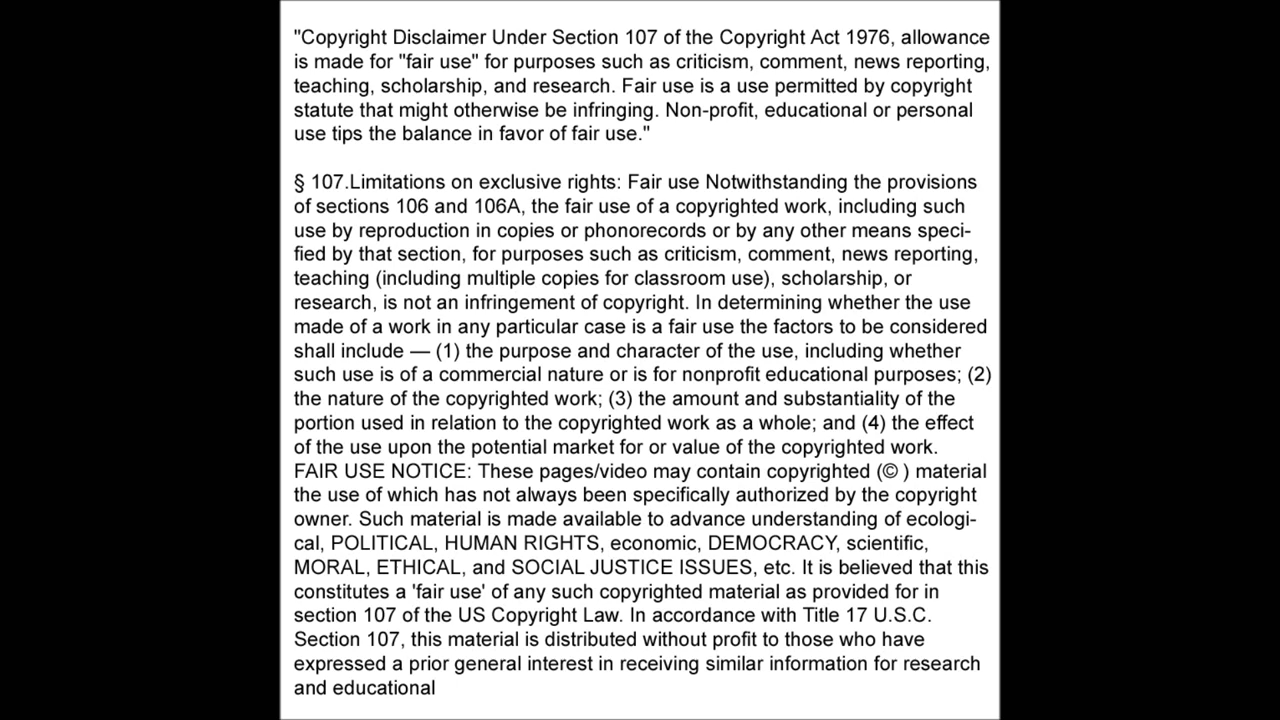 "Copyright Disclaimer Under Section 107 of the Copyright Act 1976, allowance
is made for "fair use" for purposes such as criticism, comment, news reporting,
teaching, scholarship, and research. Fair use is a use permitted by copyright
statute that might otherwise be infringing. Non-profit, educational or personal
use tips the balance in favor of fair use."
§ 107.Limitations on exclusive rights: Fair use Notwithstanding the provisions
of sections 106 and 106A, the fair use of a copyrighted work, including such
use by reproduction in copies or phonorecords or by any other means speci-
fied by that section, for purposes such as criticism, comment, news reporting,
teaching (including multiple copies for classroom use), scholarship, or
research, is not an infringement of copyright. In determining whether the use
made of a work in any particular case is a fair use the factors to be considered
shall include — (1) the purpose and character of the use, including whether
such use is of a commercial nature or is for nonprofit educational purposes; (2)
the nature of the copyrighted work; (3) the amount and substantiality of the
portion used in relation to the copyrighted work as a whole; and (4) the effect
of the use upon the potential market for or value of the copyrighted work.
FAIR USE NOTICE: These pages/video may contain copyrighted (© ) material
the use of which has not always been specifically authorized by the copyright
owner. Such material is made available to advance understanding of ecologi-
cal, POLITICAL, HUMAN RIGHTS, economic, DEMOCRACY, scientific,
MORAL, ETHICAL, and SOCIAL JUSTICE ISSUES, etc. It is believed that this
constitutes a 'fair use' of any such copyrighted material as provided for in
section 107 of the US Copyright Law. In accordance with Title 17 U.S.C.
Section 107, this material is distributed without profit to those who have
expressed a prior general interest in receiving similar information for research
and educational